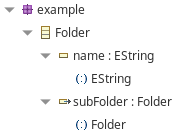 example
Folder
name : EString
(:) EString
subFolder : Folder
(:) Folder